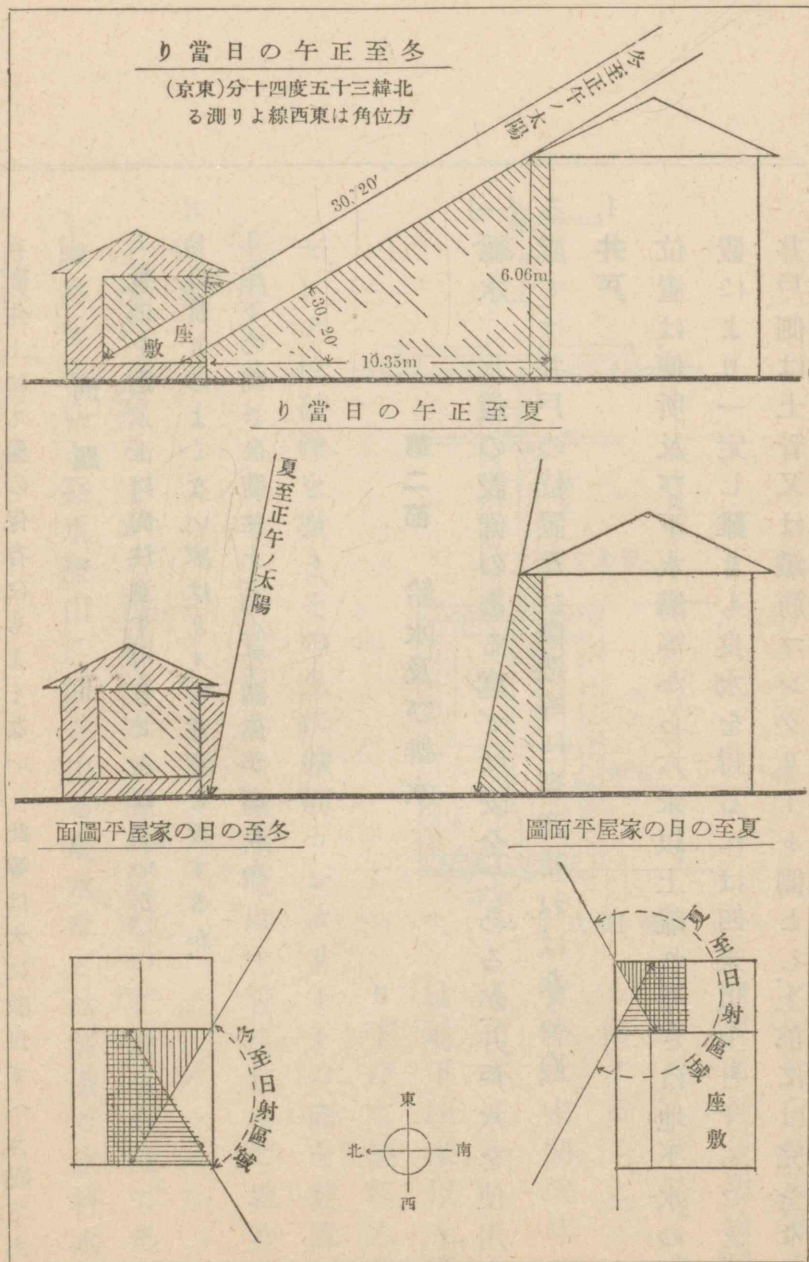 冬至正午の日當り
北緯三十五度四十分(東京)
方位角は東西線より測る
冬至正午ノ太陽
30.°20′
30.°20′
6.06m
10.35m
座敷
夏至正午の日當り
夏至正午ノ太陽
冬至の日の家屋平圖面
冬至日射區域
夏至の日の家屋平面圖
夏至日射區域
座敷
東
北
南
西